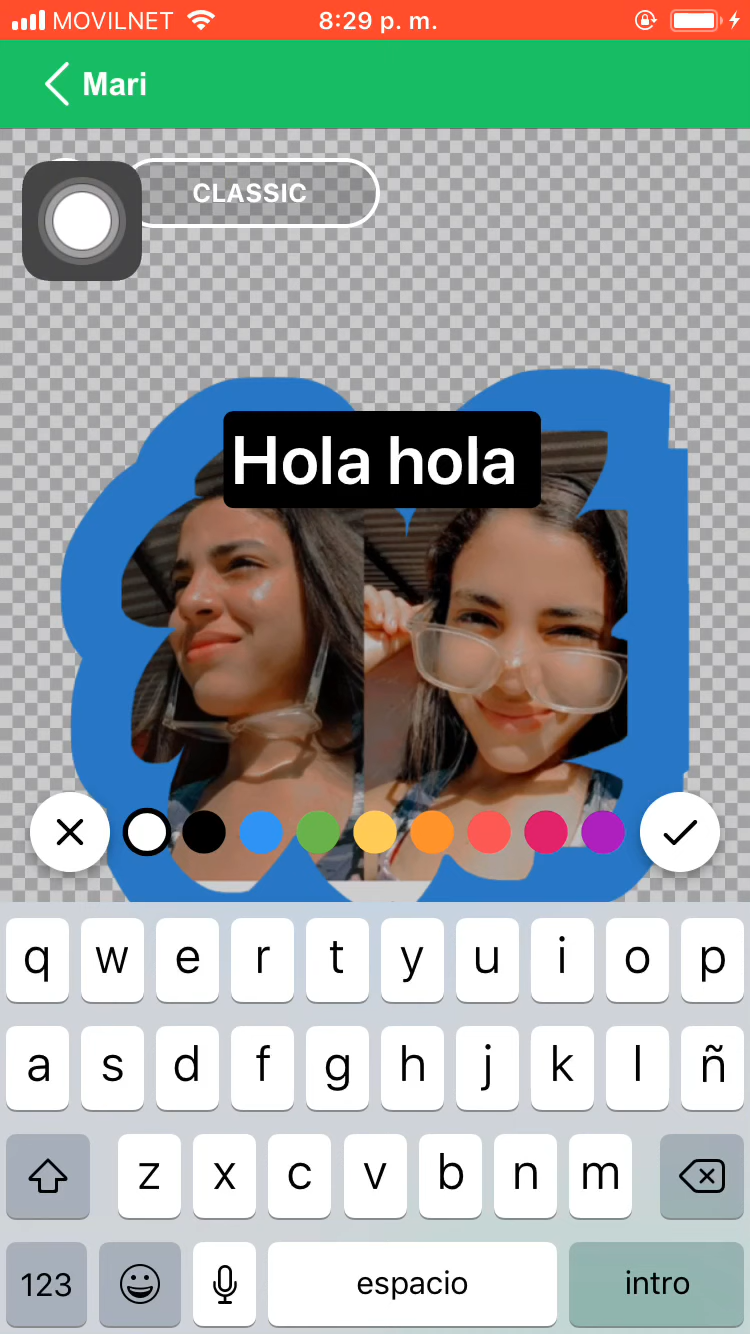 MOVILNET
8:29 p. m.
Mari
CLASSIC
Hola hola
q w e r t y u i o p
a s d f g h j k l ñ
z x c v b n m
123 espacio intro